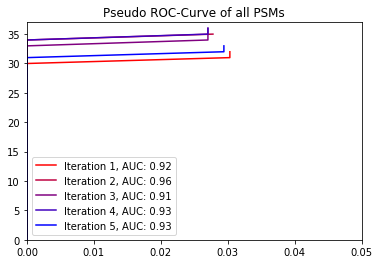 Pseudo ROC-Curve of all PSMs
35
30
25
20
15
10
5
0
Iteration 1, AUC: 0.92
Iteration 2, AUC: 0.96
Iteration 3, AUC: 0.91
Iteration 4, AUC: 0.93
Iteration 5, AUC: 0.93
0.00 0.01 0.02 0.03 0.04 0.05